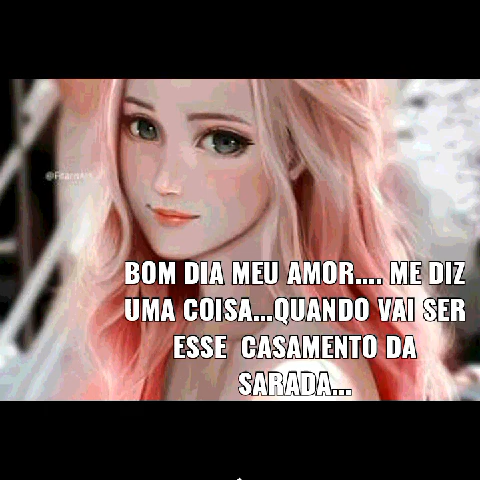 BOM DIA MEU AMOR.... ME DIZ
UMA COISA...QUANDO VAI SER
ESSE CASAMENTO DA
SARADA...